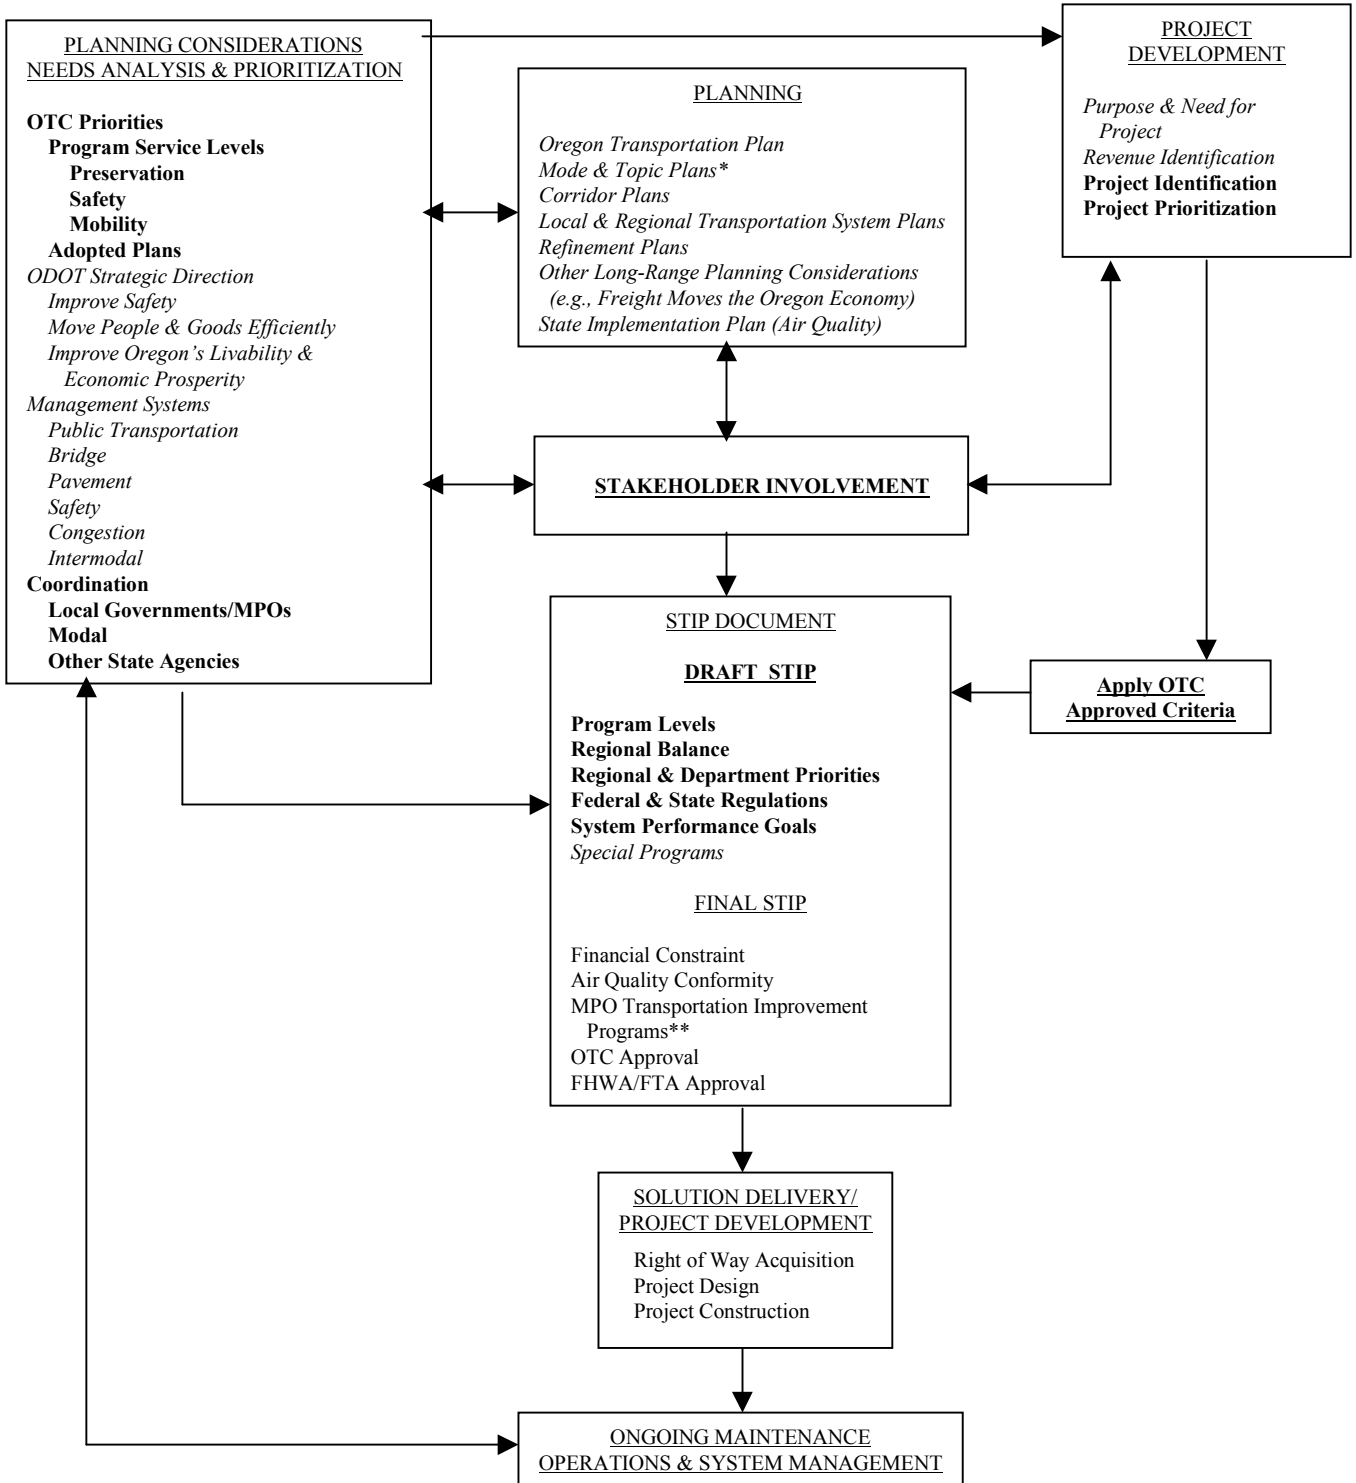 PLANNING CONSIDERATIONS
NEEDS ANALYSIS & PRIORITIZATION
OTC Priorities
Program Service Levels
Preservation
Safety
Mobility
Adopted Plans
ODOT Strategic Direction
Improve Safety
Move People & Goods Efficiently
Improve Oregon's Livability &
Economic Prosperity
Management Systems
Public Transportation
Bridge
Pavement
Safety
Congestion
Intermodal
Coordination
Local Governments/MPOs
Modal
Other State Agencies
PLANNING
Oregon Transportation Plan
Mode & Topic Plans*
Corridor Plans
Local & Regional Transportation System Plans
Refinement Plans
Other Long-Range Planning Considerations
(e.g., Freight Moves the Oregon Economy)
State Implementation Plan (Air Quality)
PROJECT
DEVELOPMENT
Purpose & Need for
Project
Revenue Identification
Project Identification
Project Prioritization
STAKEHOLDER INVOLVEMENT
Apply OTC
Approved Criteria
STIP DOCUMENT
DRAFT STIP
Program Levels
Regional Balance
Regional & Department Priorities
Federal & State Regulations
System Performance Goals
Special Programs
FINAL STIP
Financial Constraint
Air Quality Conformity
MPO Transportation Improvement
Programs**
OTC Approval
FHWA/FTA Approval
SOLUTION DELIVERY/
PROJECT DEVELOPMENT
Right of Way Acquisition
Project Design
Project Construction
ONGOING MAINTENANCE
OPERATIONS & SYSTEM MANAGEMENT